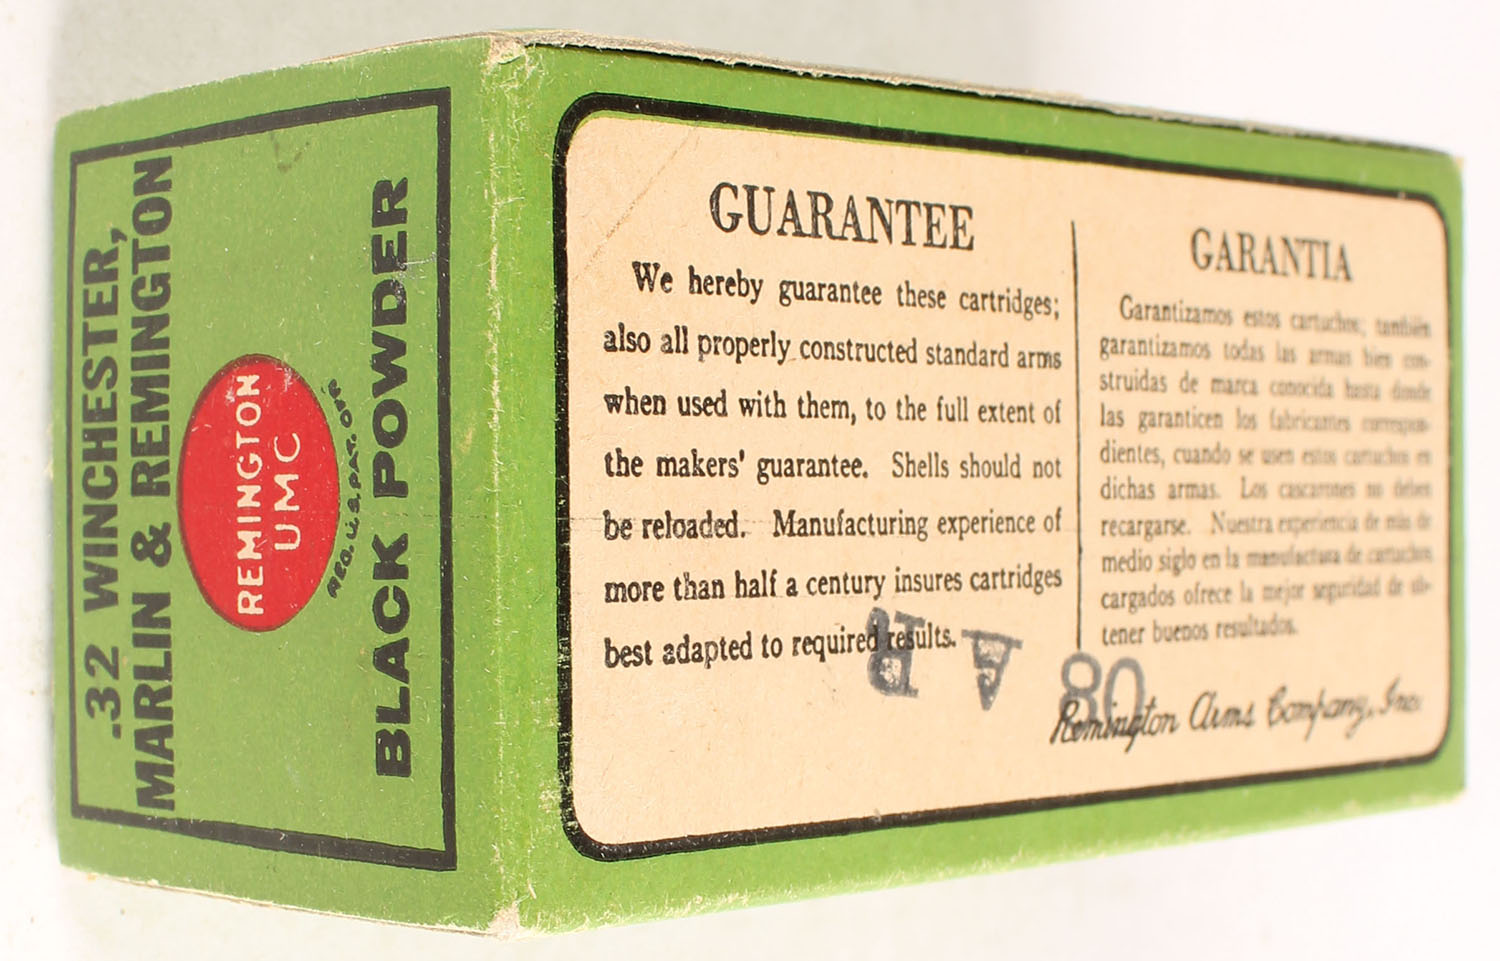 .32 WINCHESTER,
MARLIN & REMINGTON
REMINGTON
UMC
REG. U.S. PAT. OFF.
BLACK POWDER
GUARANTEE
We hereby guarantee these cartridges;
also all properly constructed standard arms
when used with them, to the full extent of
the makers' guarantee. Shells should not
be reloaded. Manufacturing experience of
more than half a century insures cartridges
best adapted to required results.
GARANTIA
Garantizamos estos cartuchos; también
garantizamos todas las armas bien con-
struidas de marca conocida hasta donde
las garanticen los fabricantes correspon-
dientes, cuando se usen estos cartuchos en
dichas armas. Los cascarones no deben
recargarse. Nuestra experiencia de más de
medio siglo en la manufactura de cartuchos
cargados ofrece la mejor seguridad de ob-
tener buenos resultados.
80
Remington Arms Company, Inc.